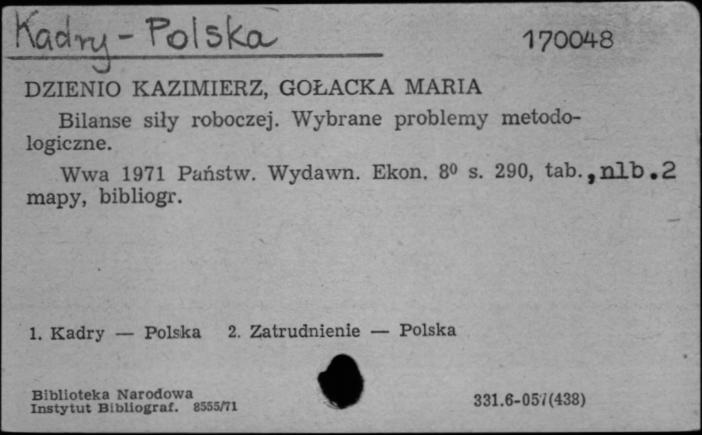 Kadry - Polska
170048
DZIENIO KAZIMIERZ, GOŁACKA MARIA
Bilanse siły roboczej. Wybrane problemy metodo-
logiczne.
Wwa 1971 Państw. Wydawn. Ekon. 8⁰ s. 290, tab., nlb.2
mapy, bibliogr.
1. Kadry — Polska 2. Zatrudnienie — Polska
Biblioteka Narodowa
Instytut Bibliograf. 8555/71
331.6-057(438)